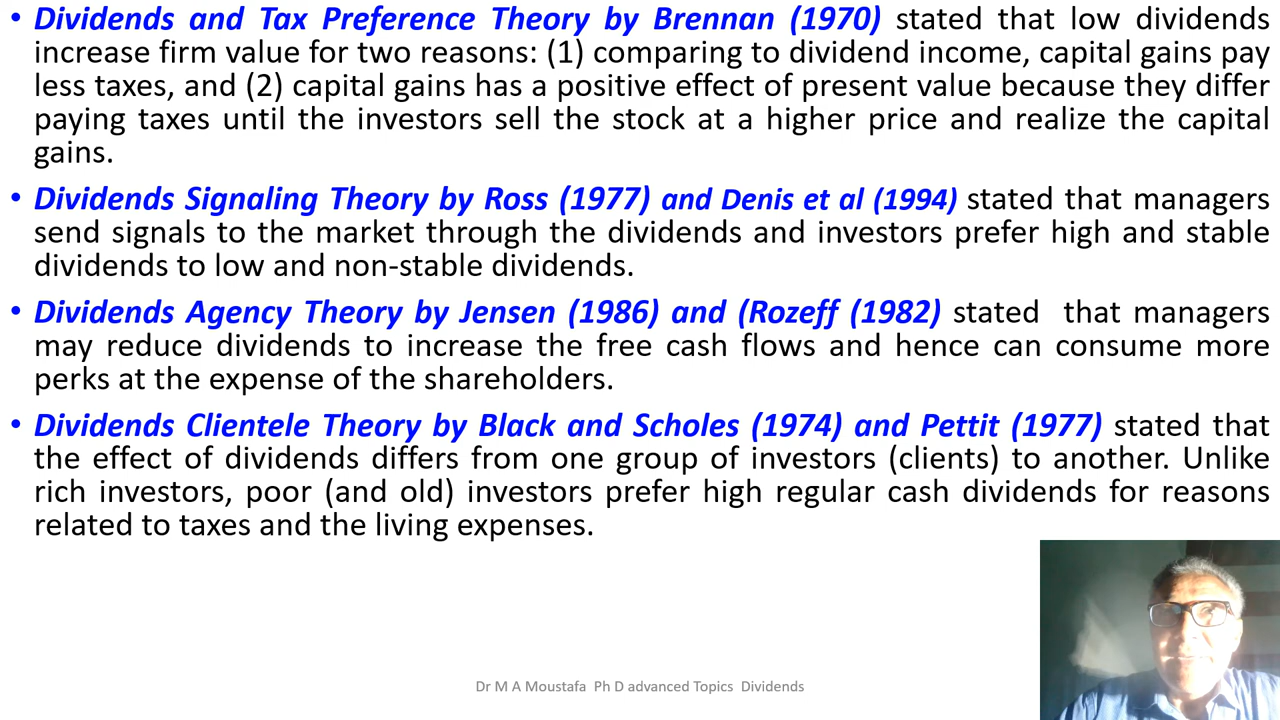 • Dividends and Tax Preference Theory by Brennan (1970) stated that low dividends
increase firm value for two reasons: (1) comparing to dividend income, capital gains pay
less taxes, and (2) capital gains has a positive effect of present value because they differ
paying taxes until the investors sell the stock at a higher price and realize the capital
gains.
• Dividends Signaling Theory by Ross (1977) and Denis et al (1994) stated that managers
send signals to the market through the dividends and investors prefer high and stable
dividends to low and non-stable dividends.
• Dividends Agency Theory by Jensen (1986) and (Rozeff (1982) stated that managers
may reduce dividends to increase the free cash flows and hence can consume more
perks at the expense of the shareholders.
• Dividends Clientele Theory by Black and Scholes (1974) and Pettit (1977) stated that
the effect of dividends differs from one group of investors (clients) to another. Unlike
rich investors, poor (and old) investors prefer high regular cash dividends for reasons
related to taxes and the living expenses.
Dr M A Moustafa Ph D advanced Topics Dividends